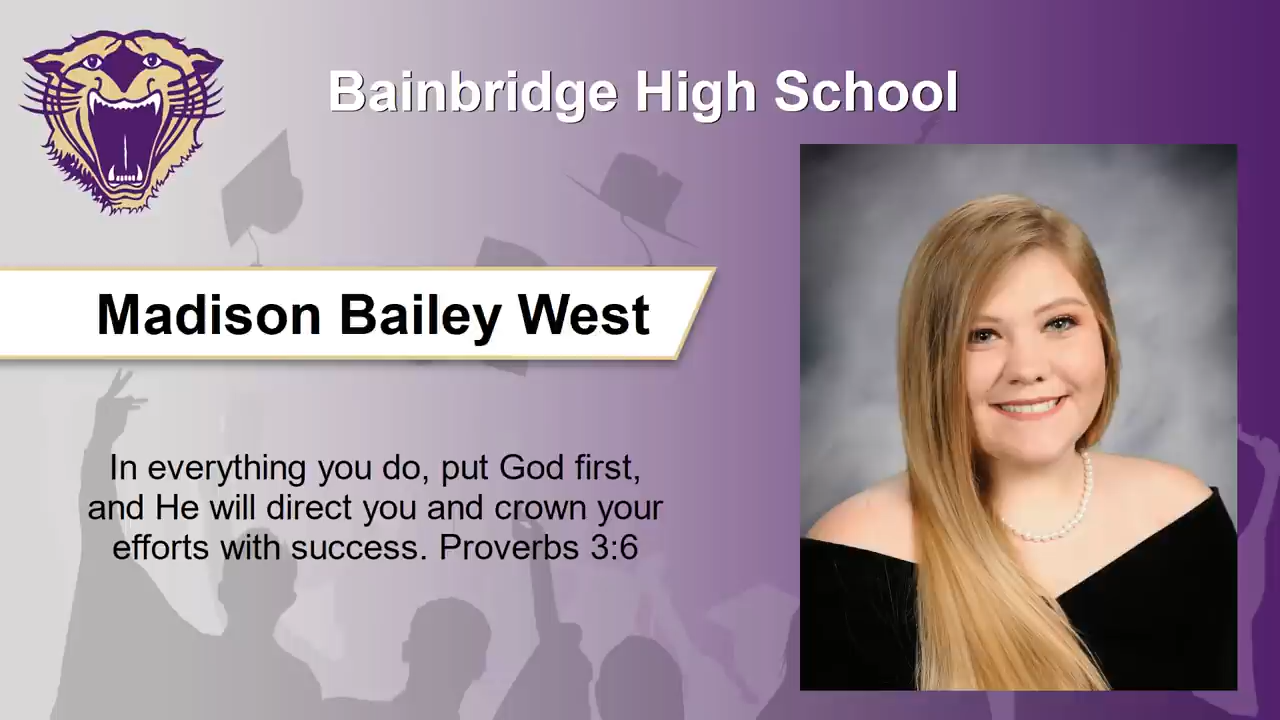 Bainbridge High School
Madison Bailey West
In everything you do, put God first,
and He will direct you and crown your
efforts with success. Proverbs 3:6